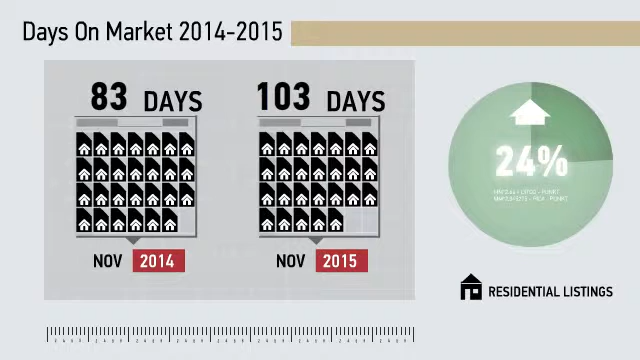 Days On Market 2014-2015
83 DAYS
103 DAYS
24%
NOV 2014
NOV 2015
RESIDENTIAL LISTINGS